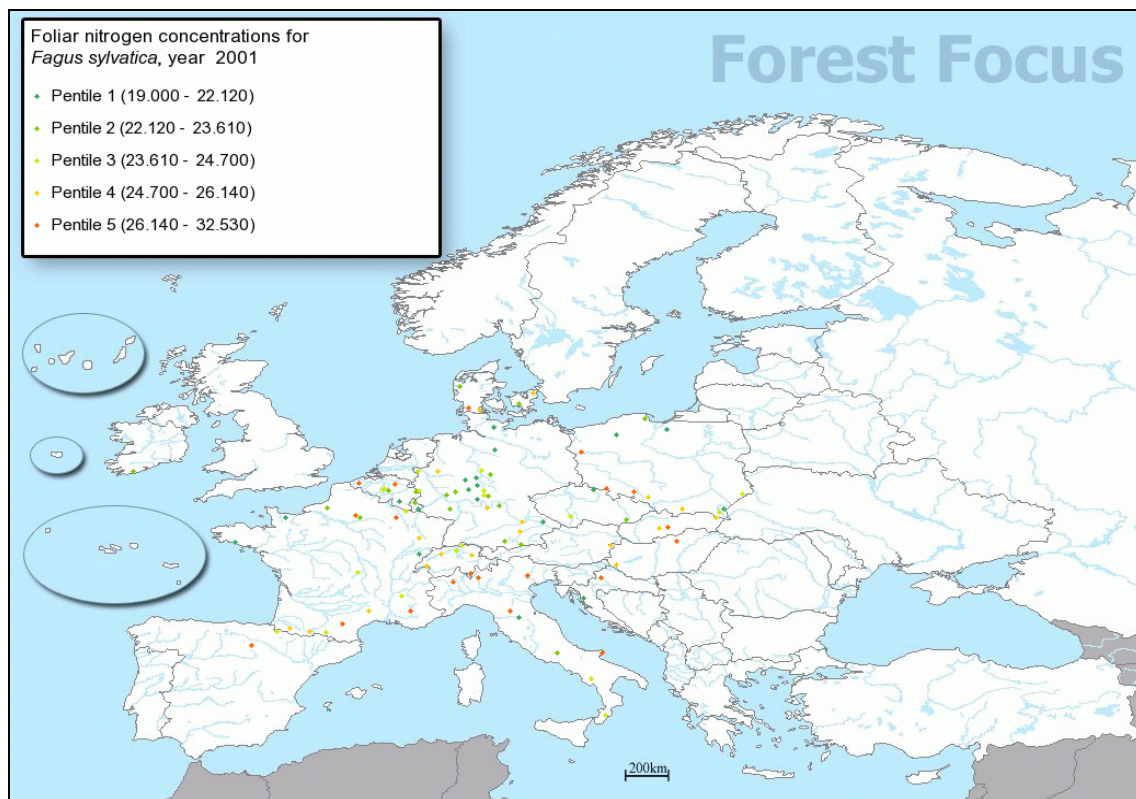 Foliar nitrogen concentrations for
Fagus sylvatica, year 2001
Pentile 1 (19.000 - 22.120)
Pentile 2 (22.120 - 23.610)
Pentile 3 (23.610 - 24.700)
Pentile 4 (24.700 - 26.140)
Pentile 5 (26.140 - 32.530)
Forest Focus
200km